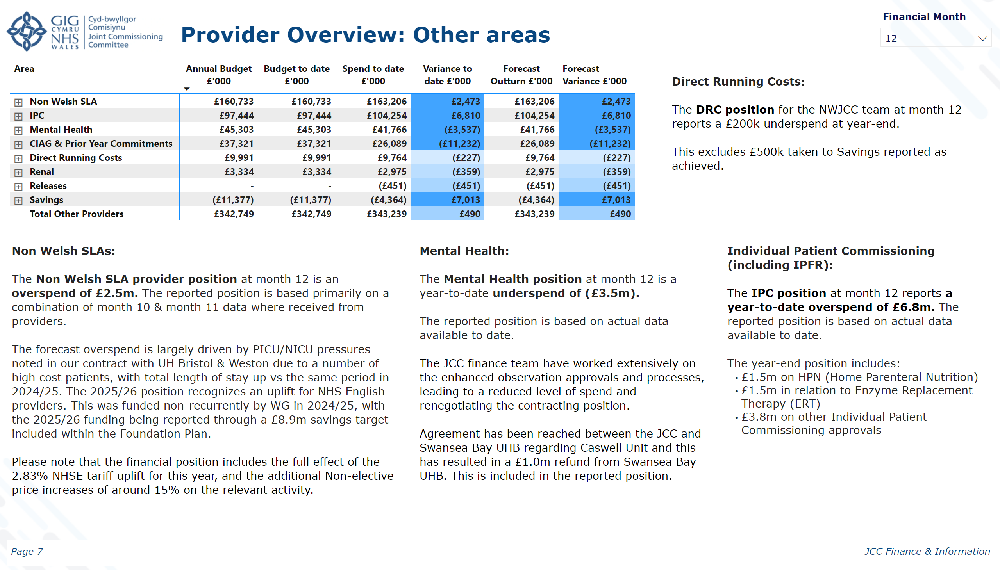 GIG
CYMRU
NHS
WALES
Cyd-bwyllgor
Comisiynu
Joint Commissioning
Committee
Provider Overview: Other areas
Financial Month
12
Area Annual Budget £'000 Budget to date £'000 Spend to date £'000 Variance to date £'000 Forecast Outturn £'000 Forecast Variance £'000
Non Welsh SLA £160,733 £160,733 £163,206 £2,473 £163,206 £2,473
IPC £97,444 £97,444 £104,254 £6,810 £104,254 £6,810
Mental Health £45,303 £45,303 £41,766 (£3,537) £41,766 (£3,537)
CIAG & Prior Year Commitments £37,321 £37,321 £26,089 (£11,232) £26,089 (£11,232)
Direct Running Costs £9,991 £9,991 £9,764 (£227) £9,764 (£227)
Renal £3,334 £3,334 £2,975 (£359) £2,975 (£359)
Releases - - (£451) (£451) (£451) (£451)
Savings (£11,377) (£11,377) (£4,364) £7,013 (£4,364) £7,013
Total Other Providers £342,749 £342,749 £343,239 £490 £343,239 £490
Direct Running Costs:
The DRC position for the NWJCC team at month 12
reports a £200k underspend at year-end.
This excludes £500k taken to Savings reported as
achieved.
Non Welsh SLAs:
The Non Welsh SLA provider position at month 12 is an
overspend of £2.5m. The reported position is based primarily on a
combination of month 10 & month 11 data where received from
providers.
The forecast overspend is largely driven by PICU/NICU pressures
noted in our contract with UH Bristol & Weston due to a number of
high cost patients, with total length of stay up vs the same period in
2024/25. The 2025/26 position recognizes an uplift for NHS English
providers. This was funded non-recurrently by WG in 2024/25, with
the 2025/26 funding being reported through a £8.9m savings target
included within the Foundation Plan.
Please note that the financial position includes the full effect of the
2.83% NHSE tariff uplift for this year, and the additional Non-elective
price increases of around 15% on the relevant activity.
Mental Health:
The Mental Health position at month 12 is a
year-to-date underspend of (£3.5m).
The reported position is based on actual data
available to date.
The JCC finance team have worked extensively on
the enhanced observation approvals and processes,
leading to a reduced level of spend and
renegotiating the contracting position.
Agreement has been reached between the JCC and
Swansea Bay UHB regarding Caswell Unit and this
has resulted in a £1.0m refund from Swansea Bay
UHB. This is included in the reported position.
Individual Patient Commissioning
(including IPFR):
The IPC position at month 12 reports a
year-to-date overspend of £6.8m. The
reported position is based on actual data
available to date.
The year-end position includes:
• £1.5m on HPN (Home Parenteral Nutrition)
• £1.5m in relation to Enzyme Replacement
Therapy (ERT)
• £3.8m on other Individual Patient
Commissioning approvals
Page 7
JCC Finance & Information